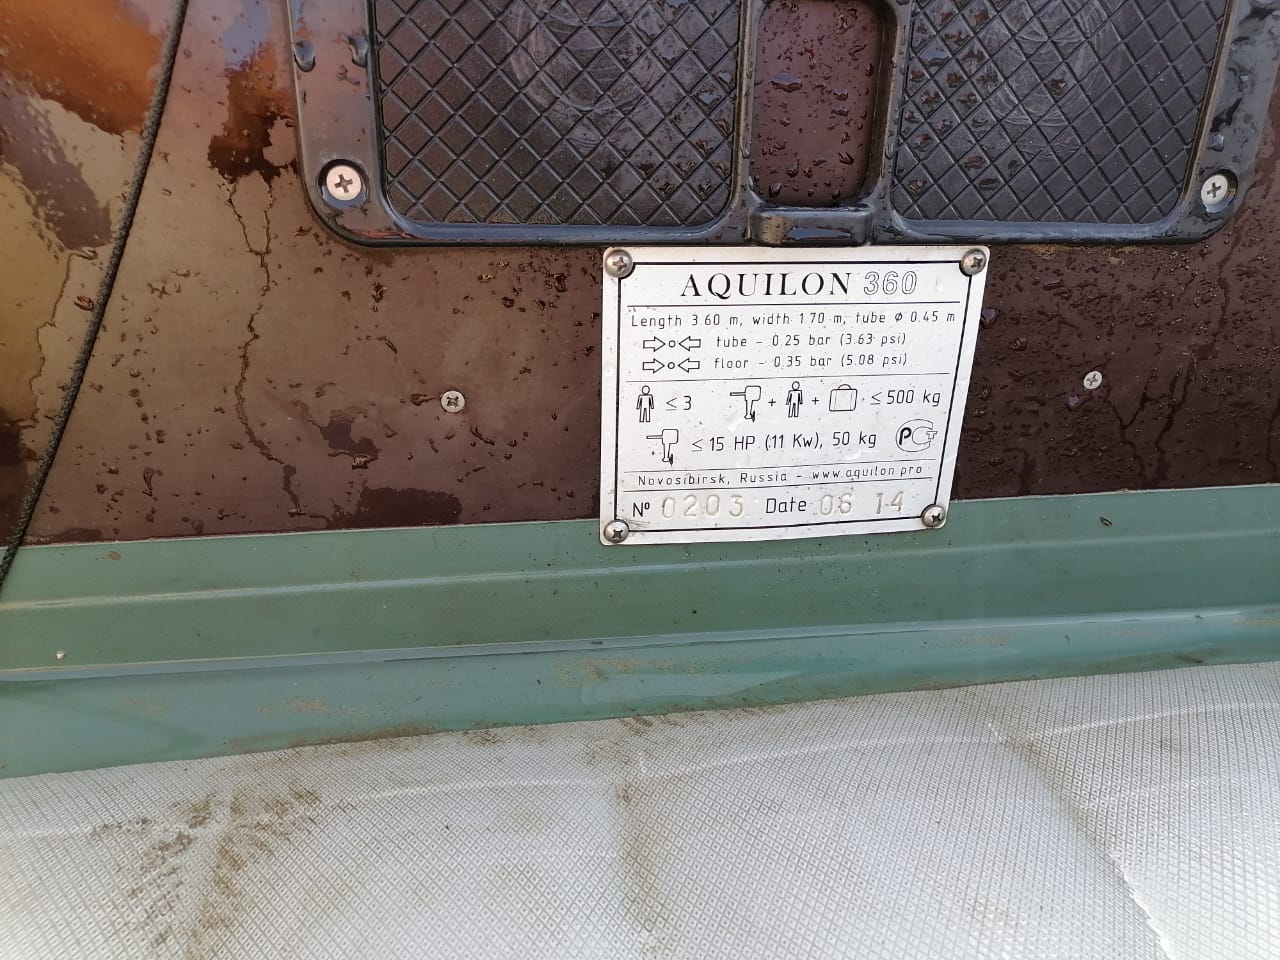 AQUILON 360
Length 3.60 m, width 1.70 m, tube ⌀ 0.45 m
tube - 0.25 bar (3.63 psi)
floor - 0.35 bar (5.08 psi)
≤ 3 + + ≤ 500 kg
≤ 15 HP (11 Kw), 50 kg РСТ
Novosibirsk, Russia - www.aquilon.pro
№ 0203 Date 06 14